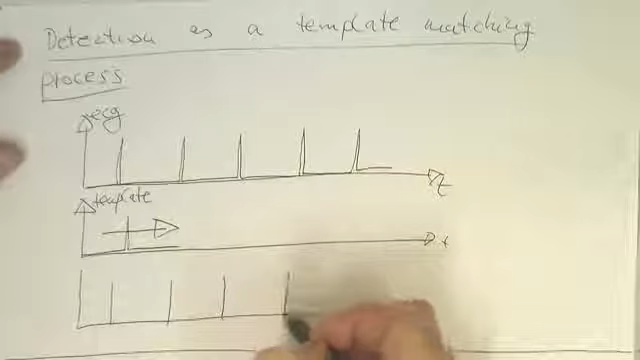 Detection as a template matching
process
ecg
t
template
t